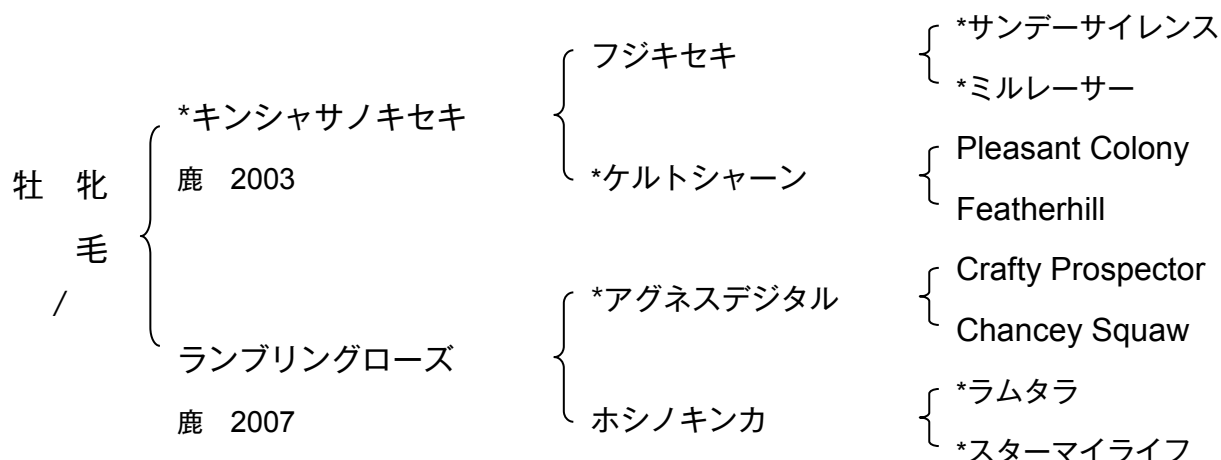 *サンデーサイレンス
フジキセキ
*ミルレーサー
*キンシャサノキセキ
鹿 2003
Pleasant Colony
*ケルトシャーン
Featherhill
牡 牝
毛
/
Crafty Prospector
*アグネスデジタル
Chancey Squaw
ランブリングローズ
鹿 2007
*ラムタラ
ホシノキンカ
*スターマイライフ